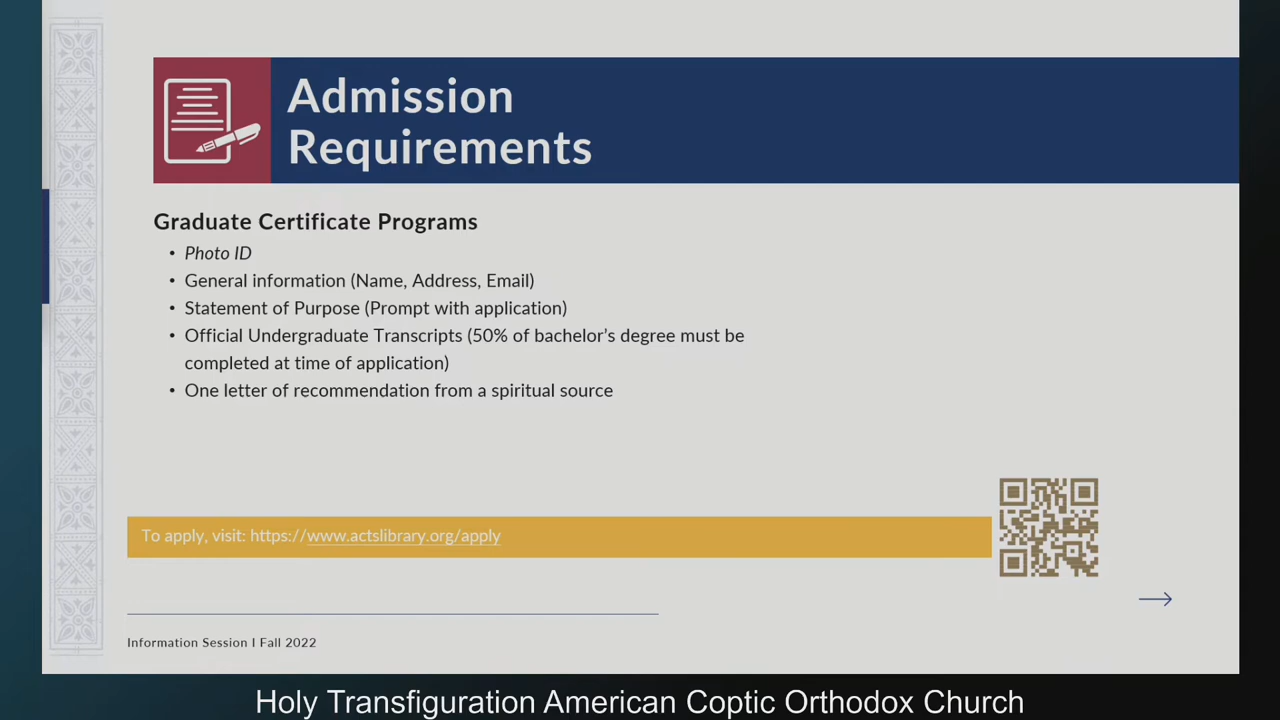 Admission
Requirements
Graduate Certificate Programs
• Photo ID
• General information (Name, Address, Email)
• Statement of Purpose (Prompt with application)
• Official Undergraduate Transcripts (50% of bachelor's degree must be
completed at time of application)
• One letter of recommendation from a spiritual source
To apply, visit: https://www.actslibrary.org/apply
Information Session I Fall 2022
Holy Transfiguration American Coptic Orthodox Church